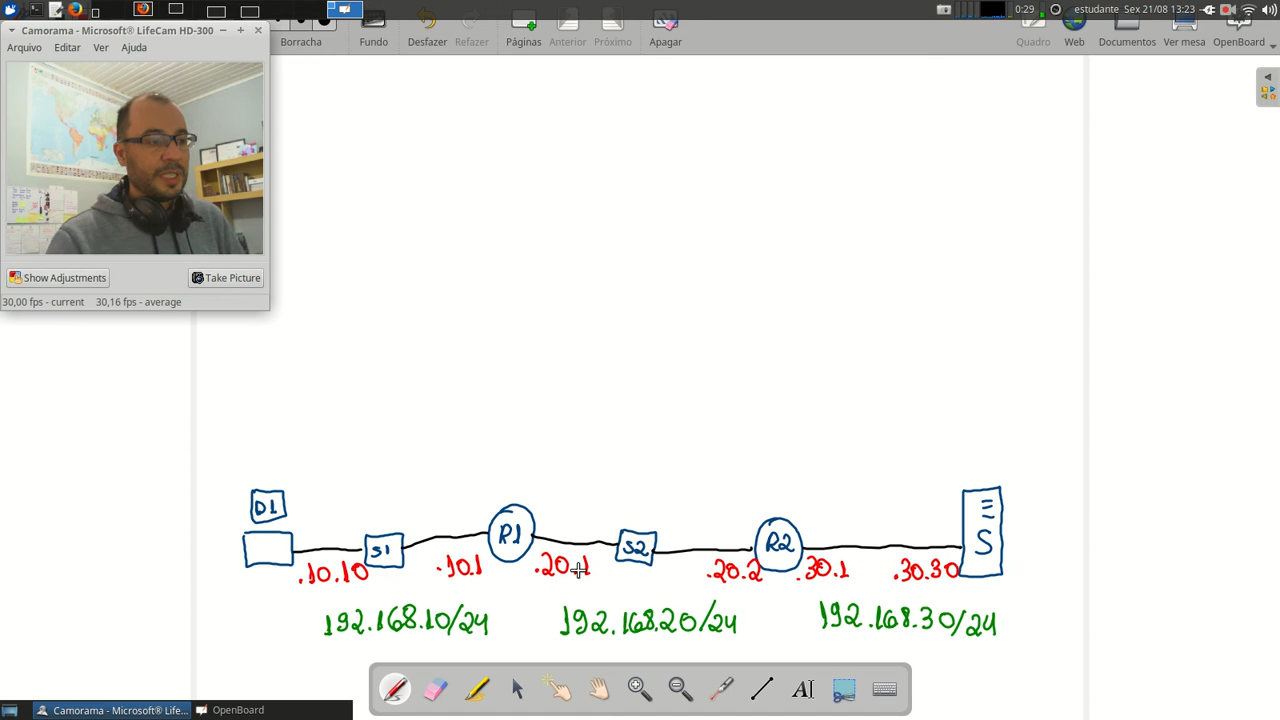 0:29
estudante
Sex 21/08 13:23
Camorama - Microsoft® LifeCam HD-300
Arquivo Editar Ver Ajuda
Show Adjustments
Take Picture
30,00 fps - current 30,16 fps - average
Borracha
Fundo
Desfazer
Refazer
Páginas
Anterior
Próximo
Apagar
Quadro
Web
Documentos
Ver mesa
OpenBoard
D1
S1
R1
S2
R2
S
.10.10
.10.1
.20.1
.20.2
.30.1
.30.30
192.168.10/24
192.168.20/24
192.168.30/24
AI
Camorama - Microsoft® Life...
OpenBoard